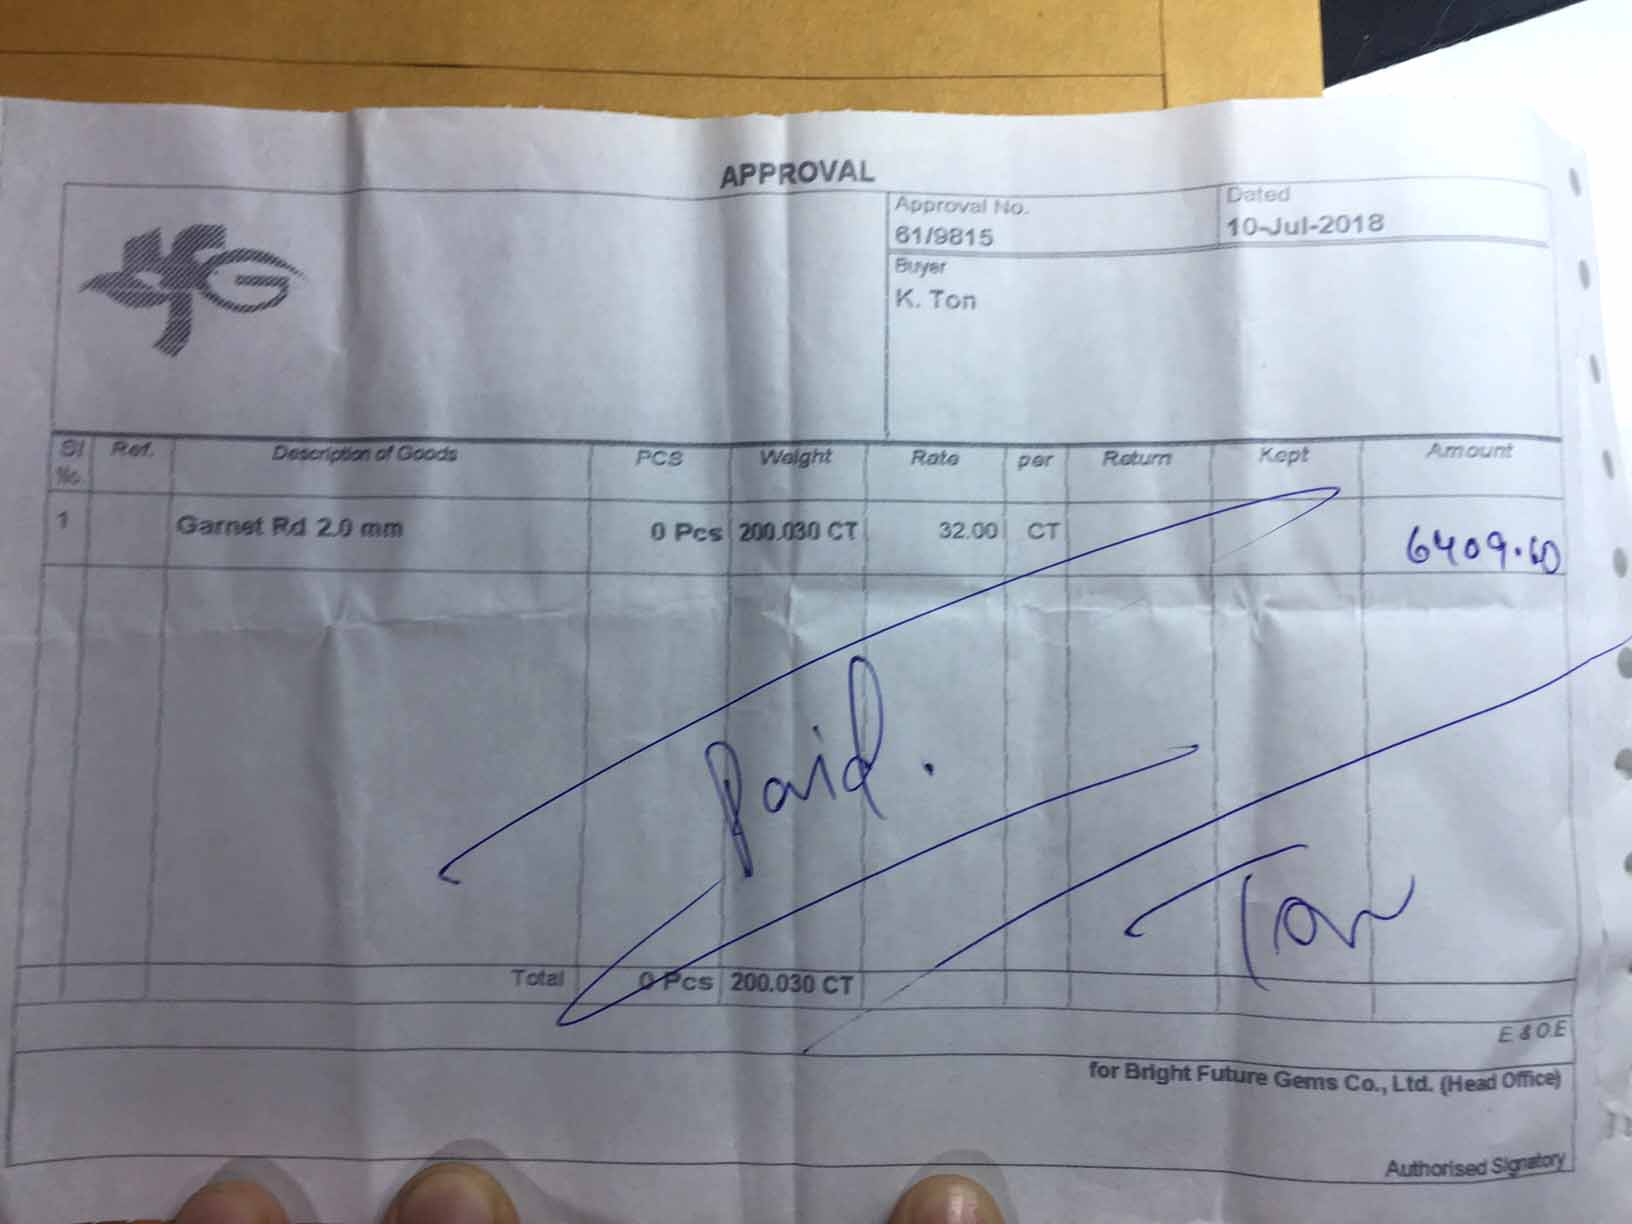 APPROVAL
Approval No.
61/9815
Dated
10-Jul-2018
Buyer
K. Ton
Sl No. Ref. Description of Goods PCS Weight Rate per Return Kept Amount
1 Garnet Rd 2.0 mm 0 Pcs 200.030 CT 32.00 CT
Paid.
Ton
Total 0 Pcs 200.030 CT
E. & O.E
for Bright Future Gems Co., Ltd. (Head Office)
Authorised Signatory